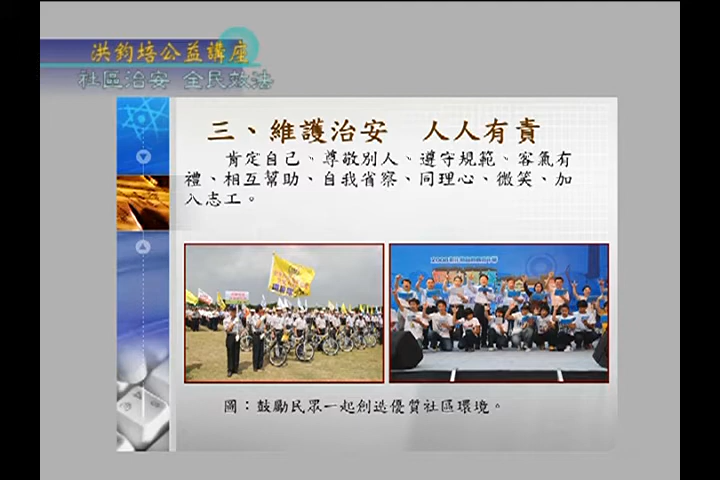 洪鈞培公益講座
社區治安 全民效法
三、維護治安 人人有責
肯定自己、尊敬別人、遵守規範、客氣有
禮、相互幫助、自我省察、同理心、微笑、加
入志工。
圖：鼓勵民眾一起創造優質社區環境。